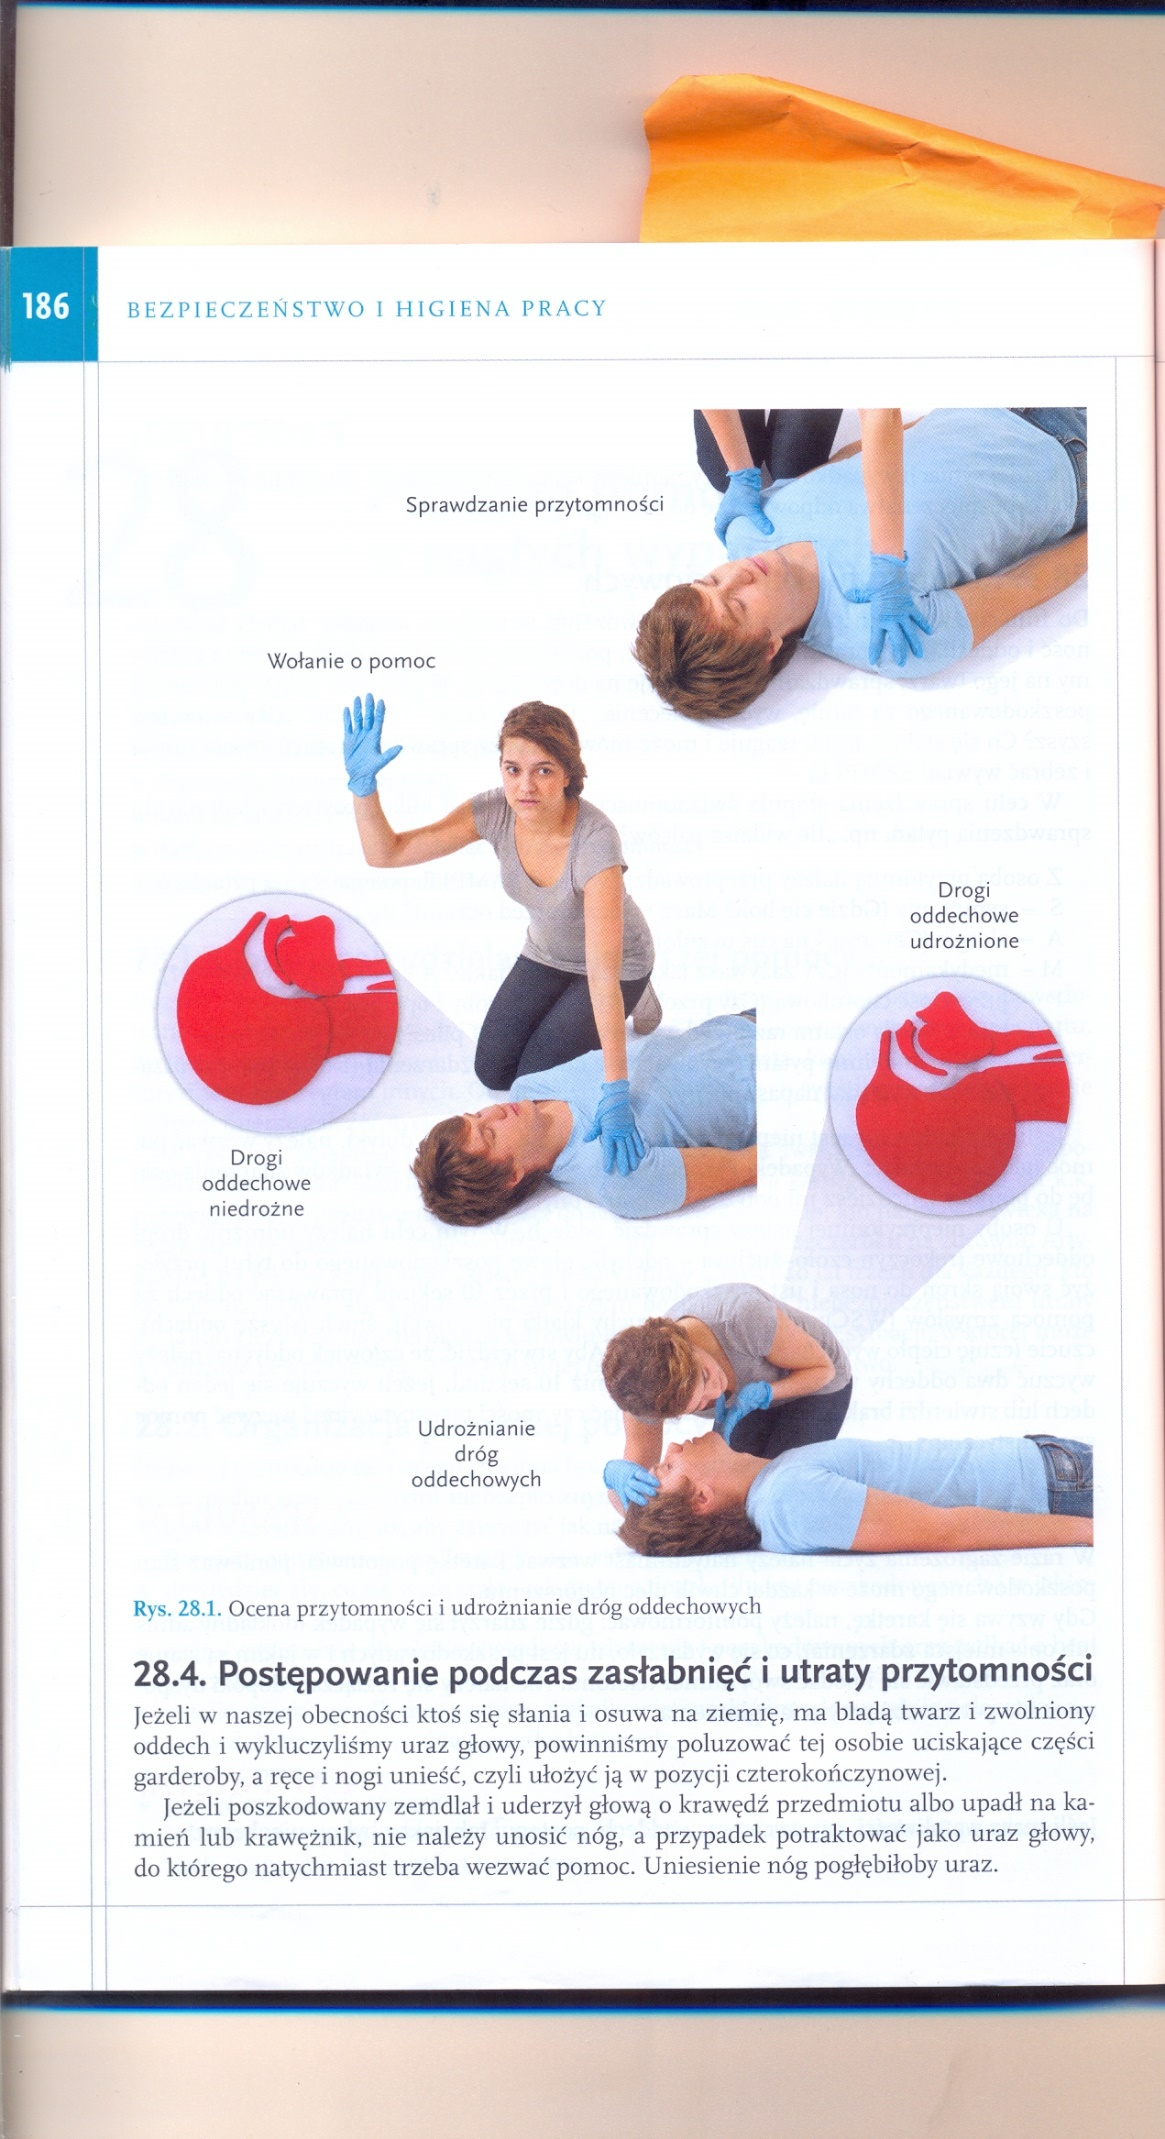 186
BEZPIECZEŃSTWO I HIGIENA PRACY
Sprawdzanie przytomności
Wołanie o pomoc
Drogi
oddechowe
udrożnione
Drogi
oddechowe
niedrożne
Udrożnianie
dróg
oddechowych
Rys. 28.1. Ocena przytomności i udrożnianie dróg oddechowych
28.4. Postępowanie podczas zasłabnięć i utraty przytomności
Jeżeli w naszej obecności ktoś się słania i osuwa na ziemię, ma bladą twarz i zwolniony
oddech i wykluczyliśmy uraz głowy, powinniśmy poluzować tej osobie uciskające części
garderoby, a ręce i nogi unieść, czyli ułożyć ją w pozycji czterokończynowej.
Jeżeli poszkodowany zemdlał i uderzył głową o krawędź przedmiotu albo upadł na ka-
mień lub krawężnik, nie należy unosić nóg, a przypadek potraktować jako uraz głowy,
do którego natychmiast trzeba wezwać pomoc. Uniesienie nóg pogłębiłoby uraz.